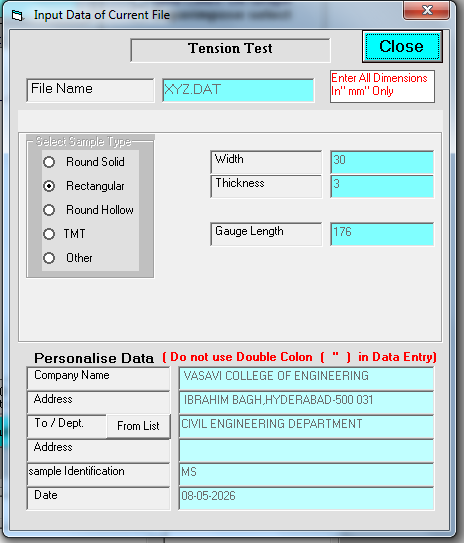 Input Data of Current File
Tension Test
Close
File Name
XYZ.DAT
Enter All Dimensions
In" mm" Only
Select Sample Type
Round Solid
Rectangular
Round Hollow
TMT
Other
Width
30
Thickness
3
Gauge Length
176
Personalise Data ( Do not use Double Colon ( " ) in Data Entry)
Company Name
VASAVI COLLEGE OF ENGINEERING
Address
IBRAHIM BAGH,HYDERABAD-500 031
To / Dept.
From List
CIVIL ENGINEERING DEPARTMENT
Address
sample Identification
MS
Date
08-05-2026